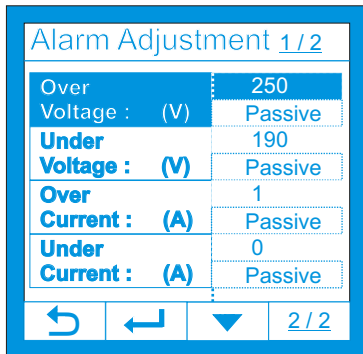 Alarm Adjustment 1/2
Over 250
Voltage : (V) Passive
Under 190
Voltage : (V) Passive
Over 1
Current : (A) Passive
Under 0
Current : (A) Passive
2/2